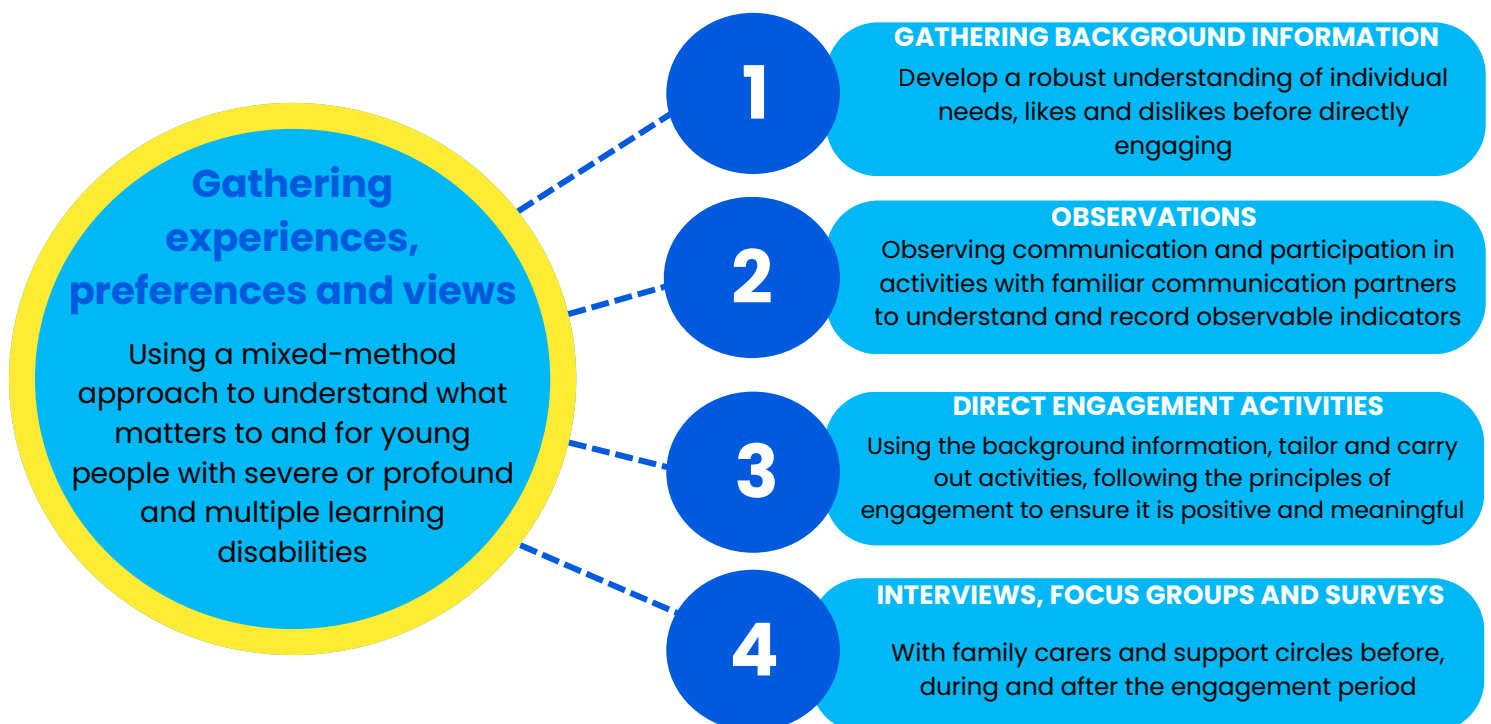 Gathering
experiences,
preferences and views
Using a mixed-method
approach to understand what
matters to and for young
people with severe or profound
and multiple learning
disabilities
1
GATHERING BACKGROUND INFORMATION
Develop a robust understanding of individual
needs, likes and dislikes before directly
engaging
2
OBSERVATIONS
Observing communication and participation in
activities with familiar communication partners
to understand and record observable indicators
3
DIRECT ENGAGEMENT ACTIVITIES
Using the background information, tailor and carry
out activities, following the principles of
engagement to ensure it is positive and meaningful
4
INTERVIEWS, FOCUS GROUPS AND SURVEYS
With family carers and support circles before,
during and after the engagement period